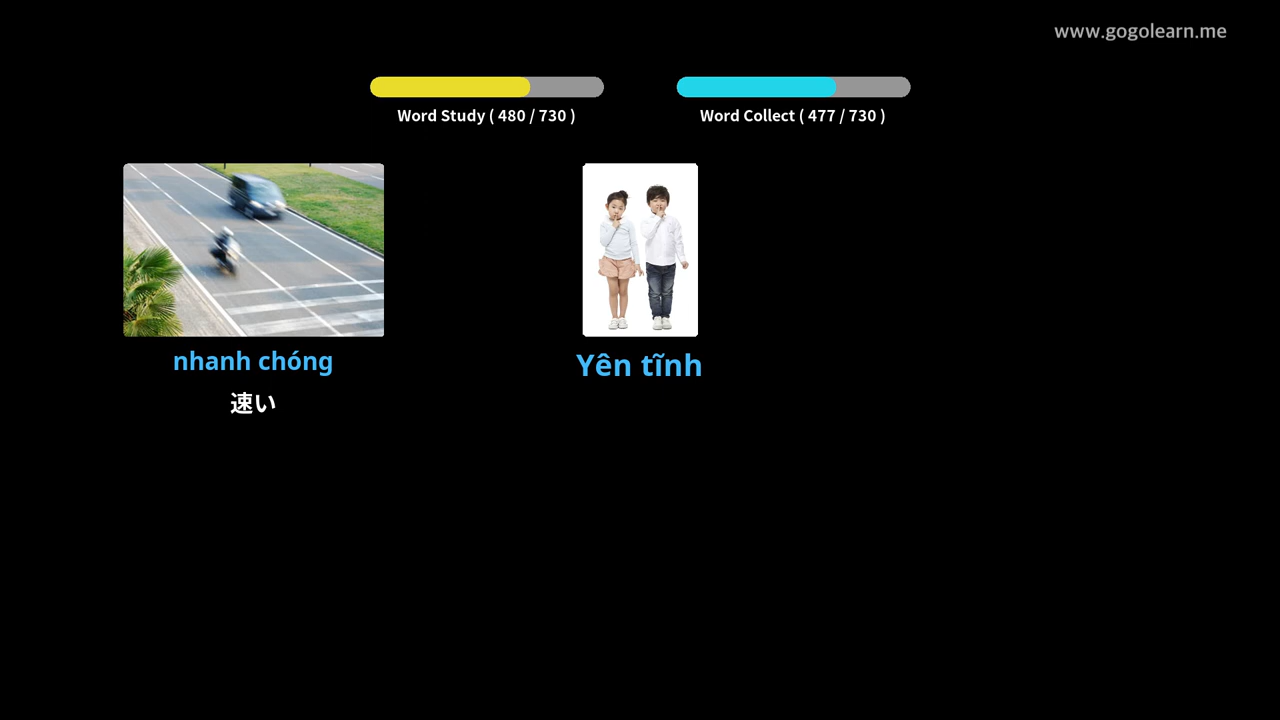 www.gogolearn.me
Word Study ( 480 / 730 )
Word Collect ( 477 / 730 )
nhanh chóng
速い
Yên tĩnh